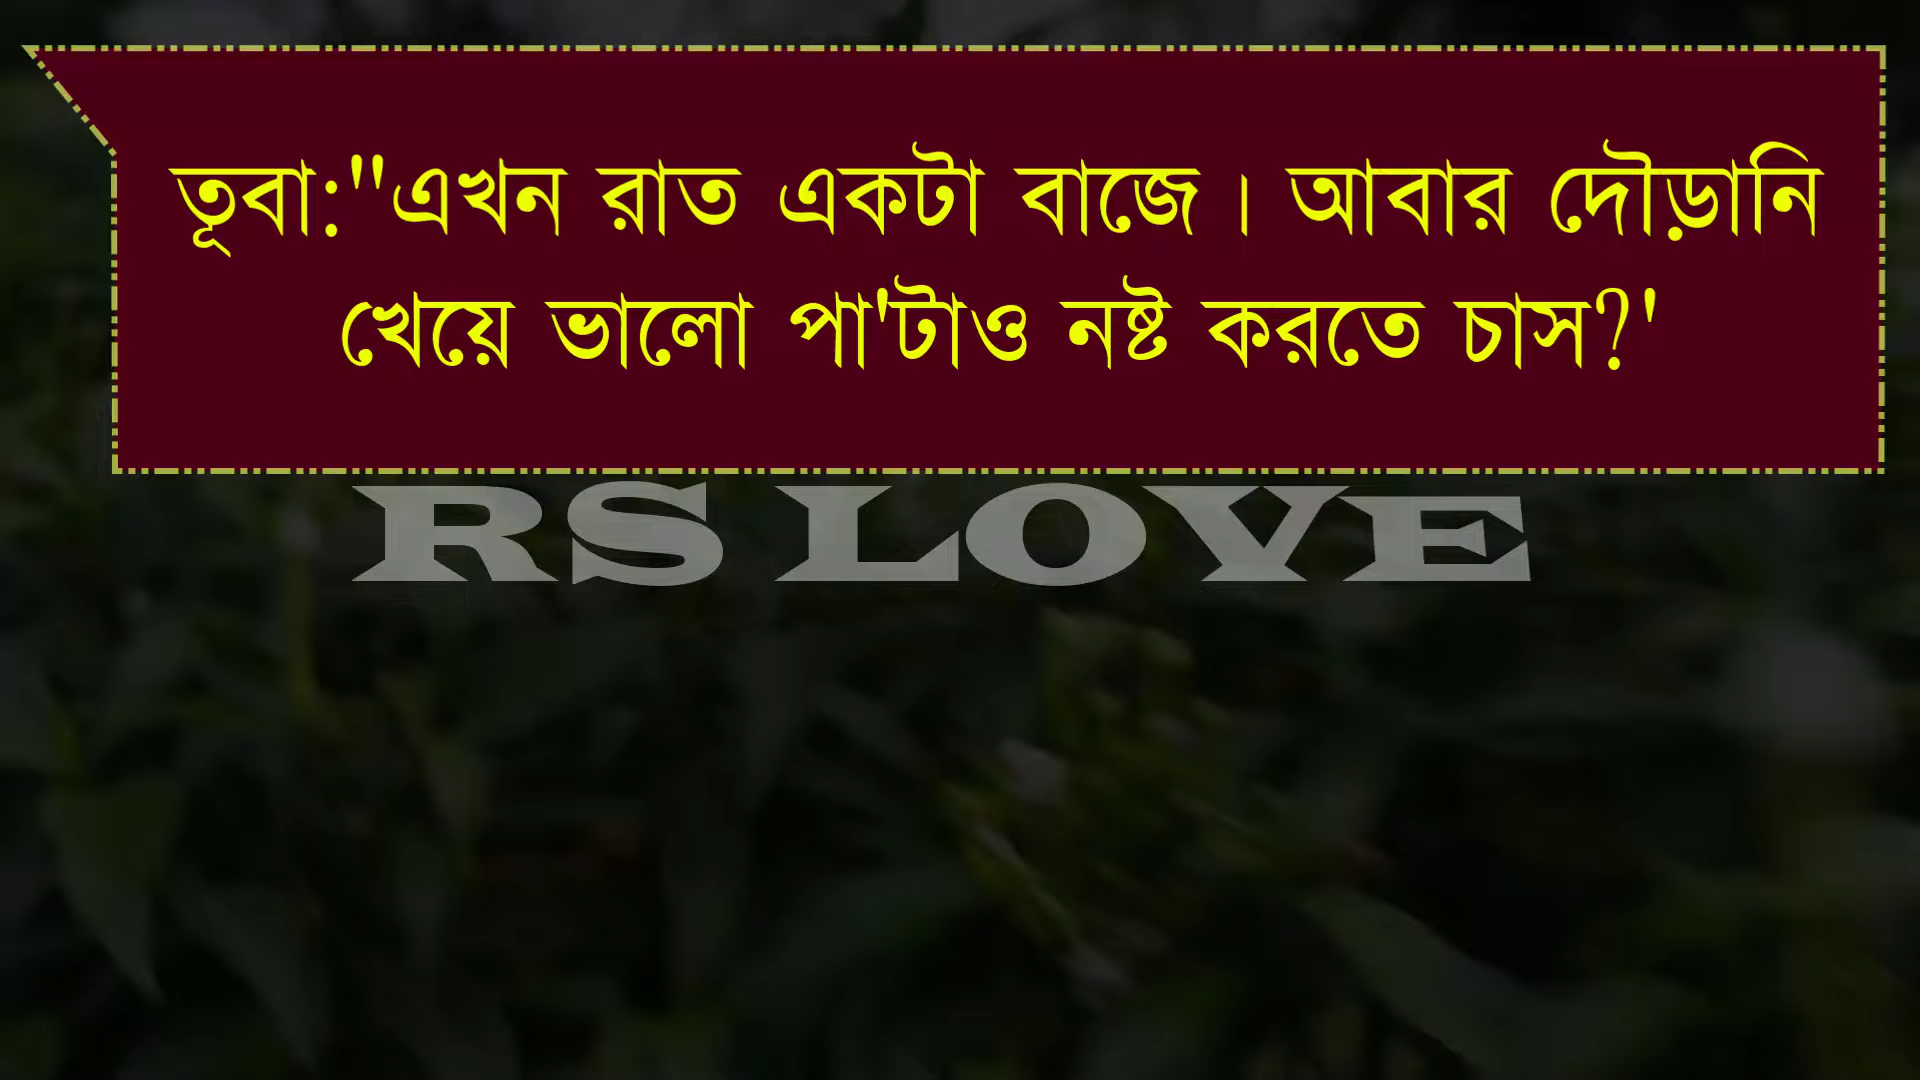 তূবা:"এখন রাত একটা বাজে। আবার দৌড়ানি
খেয়ে ভালো পা'টাও নষ্ট করতে চাস?'
RS LOVE